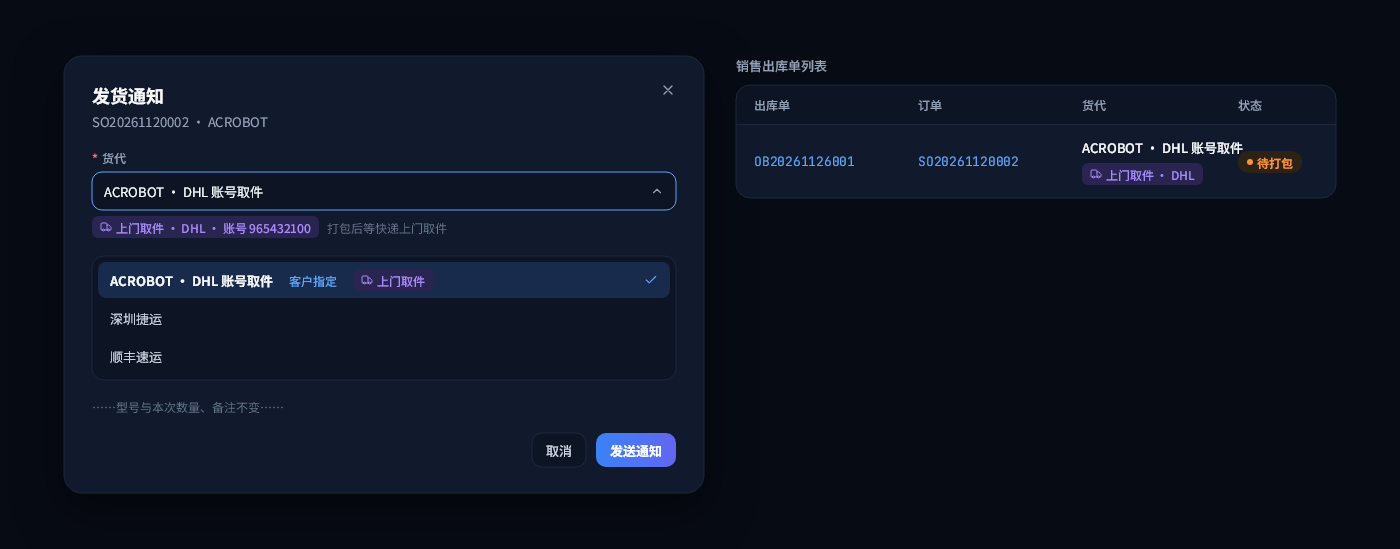 发货通知
SO20261120002 • ACROBOT
* 货代
ACROBOT • DHL 账号取件
上门取件 • DHL • 账号 965432100 打包后等快递上门取件
ACROBOT • DHL 账号取件 客户指定 上门取件
深圳捷运
顺丰速运
······型号与本次数量、备注不变······
取消 发送通知
销售出库单列表
出库单 订单 货代 状态
OB20261126001 SO20261120002 ACROBOT • DHL 账号取件 待打包
上门取件 • DHL